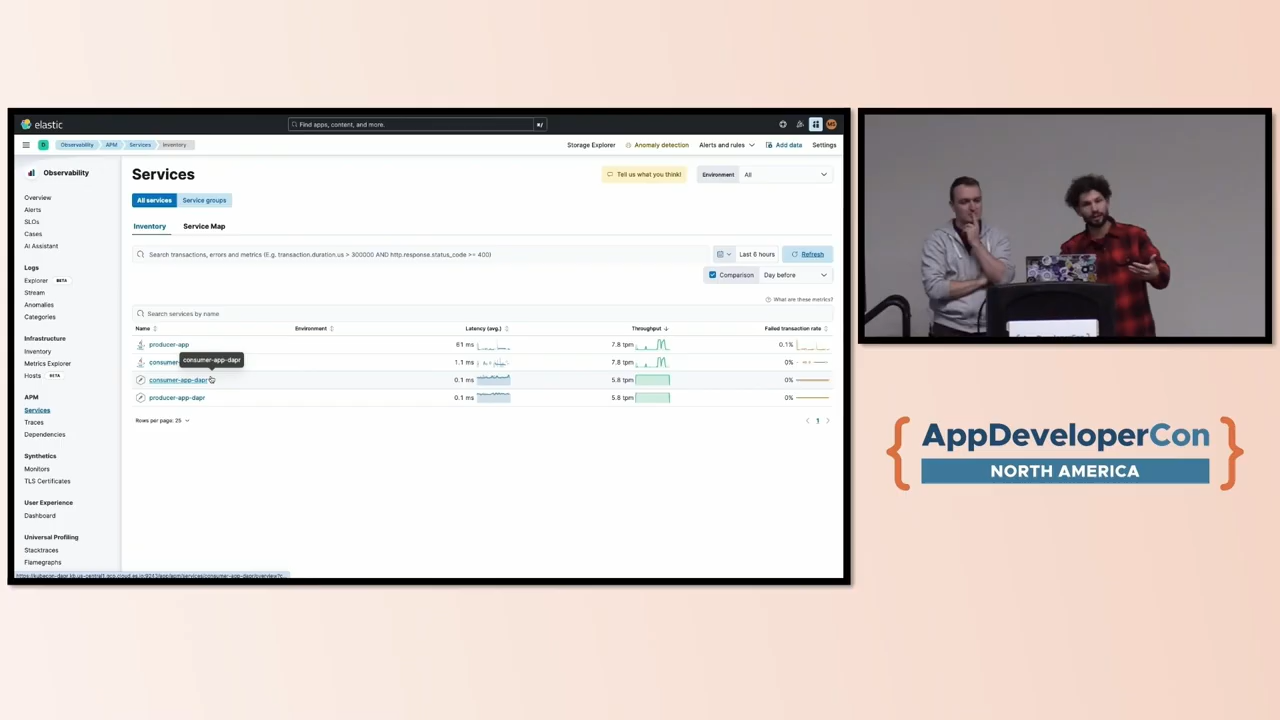 elastic
Find apps, content, and more.
Observability APM Services Inventory
Storage Explorer Anomaly detection Alerts and rules Add data Settings
Observability
Overview
Alerts
SLOs
Cases
AI Assistant
Logs
Explorer BETA
Stream
Anomalies
Categories
Infrastructure
Inventory
Metrics Explorer
Hosts BETA
APM
Services
Traces
Dependencies
Synthetics
Monitors
TLS Certificates
User Experience
Dashboard
Universal Profiling
Stacktraces
Flamegraphs
Services
Tell us what you think!
Environment All
All services Service groups
Inventory Service Map
Search transactions, errors and metrics (E.g. transaction.duration.us > 300000 AND http.response.status_code >= 400)
Last 6 hours
Refresh
Comparison Day before
What are these metrics?
Search services by name
Name Environment Latency (avg.) Throughput Failed transaction rate
producer-app 61 ms 7.8 tpm 0.1%
consumer- 1.1 ms 7.8 tpm 0%
consumer-app-dapr
consumer-app-dapr 0.1 ms 5.8 tpm 0%
producer-app-dapr 0.1 ms 5.8 tpm 0%
Rows per page: 25
1
AppDeveloperCon
NORTH AMERICA